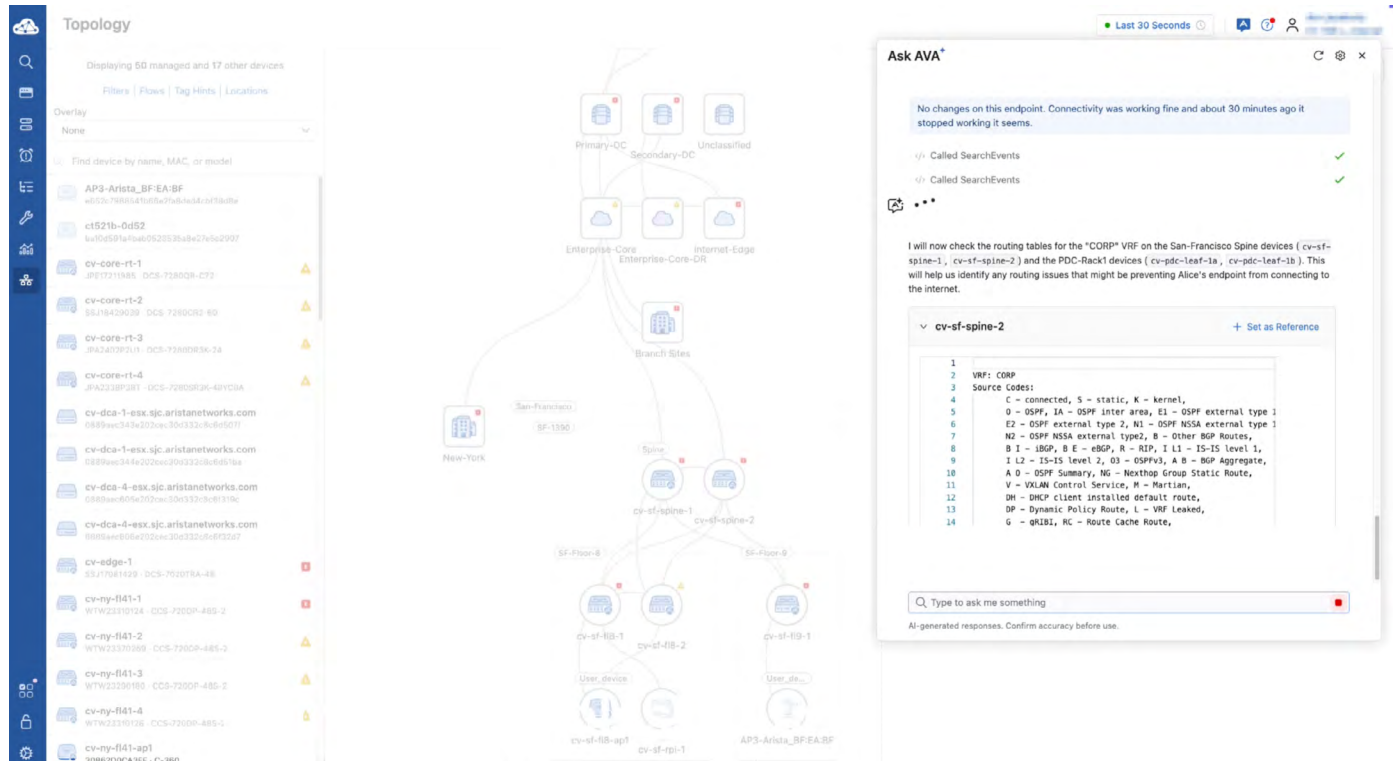 Topology
Last 30 Seconds
Displaying 50 managed and 17 other devices
Filters | Flows | Tag Hints | Locations
Overlay
None
Find device by name, MAC, or model
AP3-Arista_BF:EA:BF
ct521b-0d52
cv-core-rt-1
JPE17211985 · DCS-7280QR-C72
cv-core-rt-2
cv-core-rt-3
cv-core-rt-4
cv-dca-1-esx.sjc.aristanetworks.com
cv-dca-1-esx.sjc.aristanetworks.com
cv-dca-4-esx.sjc.aristanetworks.com
cv-dca-4-esx.sjc.aristanetworks.com
cv-edge-1
cv-ny-fl41-1
cv-ny-fl41-2
cv-ny-fl41-3
cv-ny-fl41-4
cv-ny-fl41-ap1
Primary-DC
Secondary-DC
Unclassified
Enterprise-Core
Enterprise-Core-DR
Internet-Edge
Branch Sites
New-York
San-Francisco
SF-1390
Spine
cv-sf-spine-1
cv-sf-spine-2
SF-Floor-8
SF-Floor-9
cv-sf-fl8-1
cv-sf-fl8-2
cv-sf-fl9-1
User_device
User_de...
cv-sf-fl8-ap1
cv-sf-rpi-1
AP3-Arista_BF:EA:BF
Ask AVA+
No changes on this endpoint. Connectivity was working fine and about 30 minutes ago it
stopped working it seems.
</> Called SearchEvents
</> Called SearchEvents
I will now check the routing tables for the "CORP" VRF on the San-Francisco Spine devices ( cv-sf-
spine-1 , cv-sf-spine-2 ) and the PDC-Rack1 devices ( cv-pdc-leaf-1a , cv-pdc-leaf-1b ). This
will help us identify any routing issues that might be preventing Alice's endpoint from connecting to
the internet.
cv-sf-spine-2
+ Set as Reference
1
2 VRF: CORP
3 Source Codes:
4 C - connected, S - static, K - kernel,
5 O - OSPF, IA - OSPF inter area, E1 - OSPF external type 1
6 E2 - OSPF external type 2, N1 - OSPF NSSA external type 1
7 N2 - OSPF NSSA external type2, B - Other BGP Routes,
8 B I - iBGP, B E - eBGP, R - RIP, I L1 - IS-IS level 1,
9 I L2 - IS-IS level 2, O3 - OSPFv3, A B - BGP Aggregate,
10 A O - OSPF Summary, NG - Nexthop Group Static Route,
11 V - VXLAN Control Service, M - Martian,
12 DH - DHCP client installed default route,
13 DP - Dynamic Policy Route, L - VRF Leaked,
14 G - gRIBI, RC - Route Cache Route,
Type to ask me something
AI-generated responses. Confirm accuracy before use.